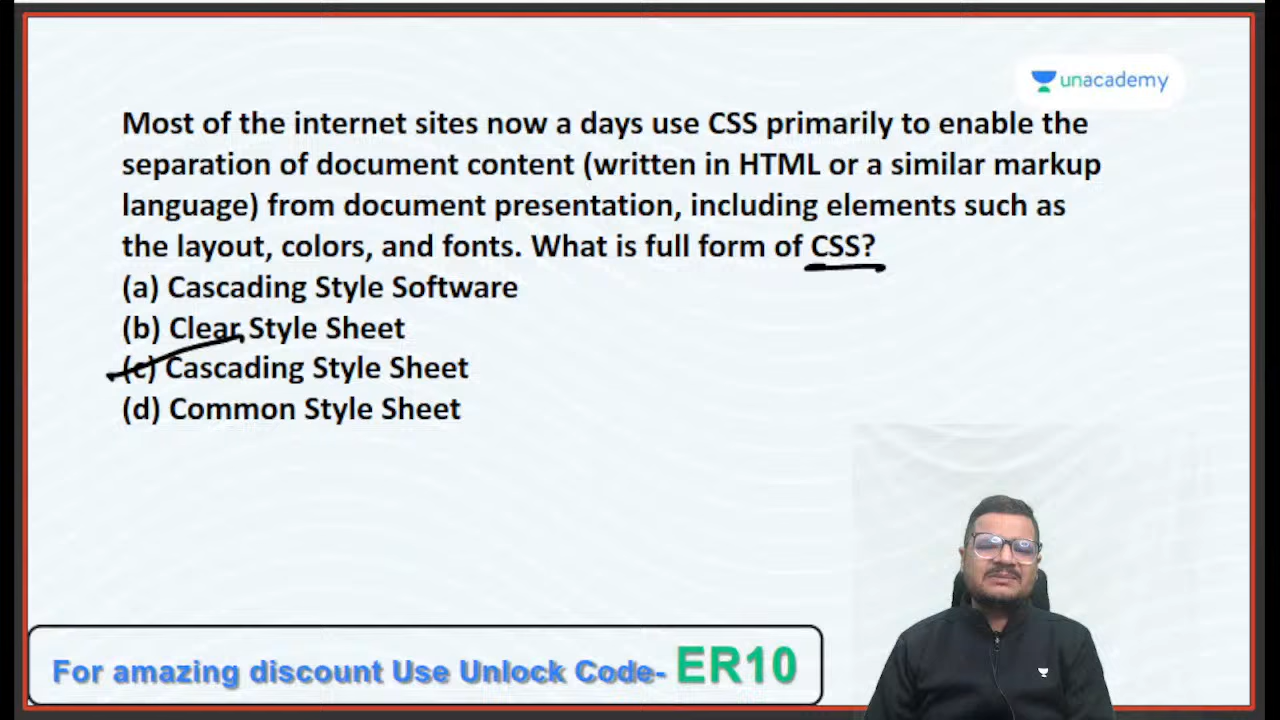 unacademy
Most of the internet sites now a days use CSS primarily to enable the
separation of document content (written in HTML or a similar markup
language) from document presentation, including elements such as
the layout, colors, and fonts. What is full form of CSS?
(a) Cascading Style Software
(b) Clear Style Sheet
(c) Cascading Style Sheet
(d) Common Style Sheet
For amazing discount Use Unlock Code- ER10